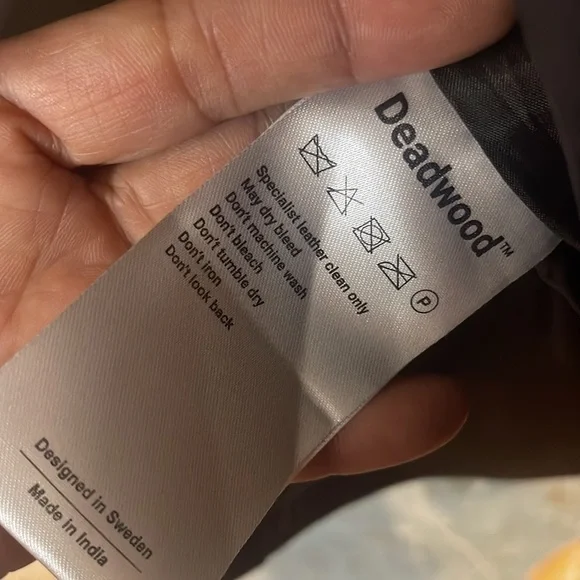 Deadwood™
P
Specialist leather clean only
May dry bleed
Don't machine wash
Don't bleach
Don't tumble dry
Don't iron
Don't look back
Designed in Sweden
Made in India